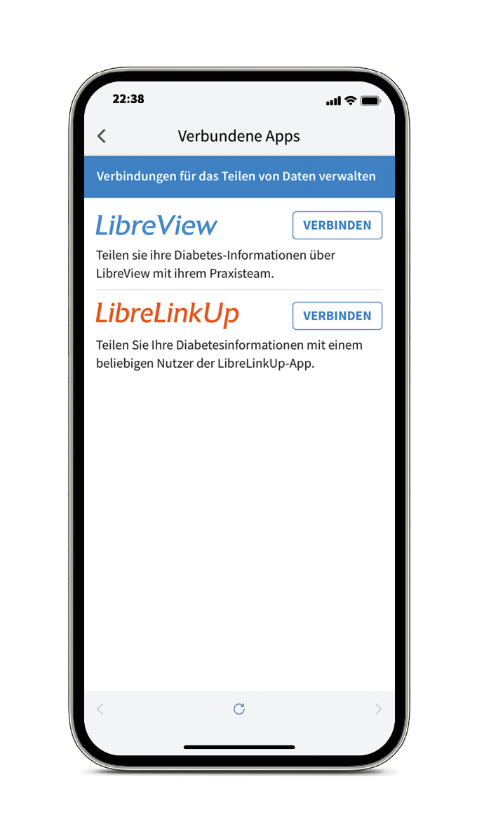 22:38
Verbundene Apps
Verbindungen für das Teilen von Daten verwalten
LibreView
VERBINDEN
Teilen sie ihre Diabetes-Informationen über
LibreView mit ihrem Praxisteam.
LibreLinkUp
VERBINDEN
Teilen Sie Ihre Diabetesinformationen mit einem
beliebigen Nutzer der LibreLinkUp-App.